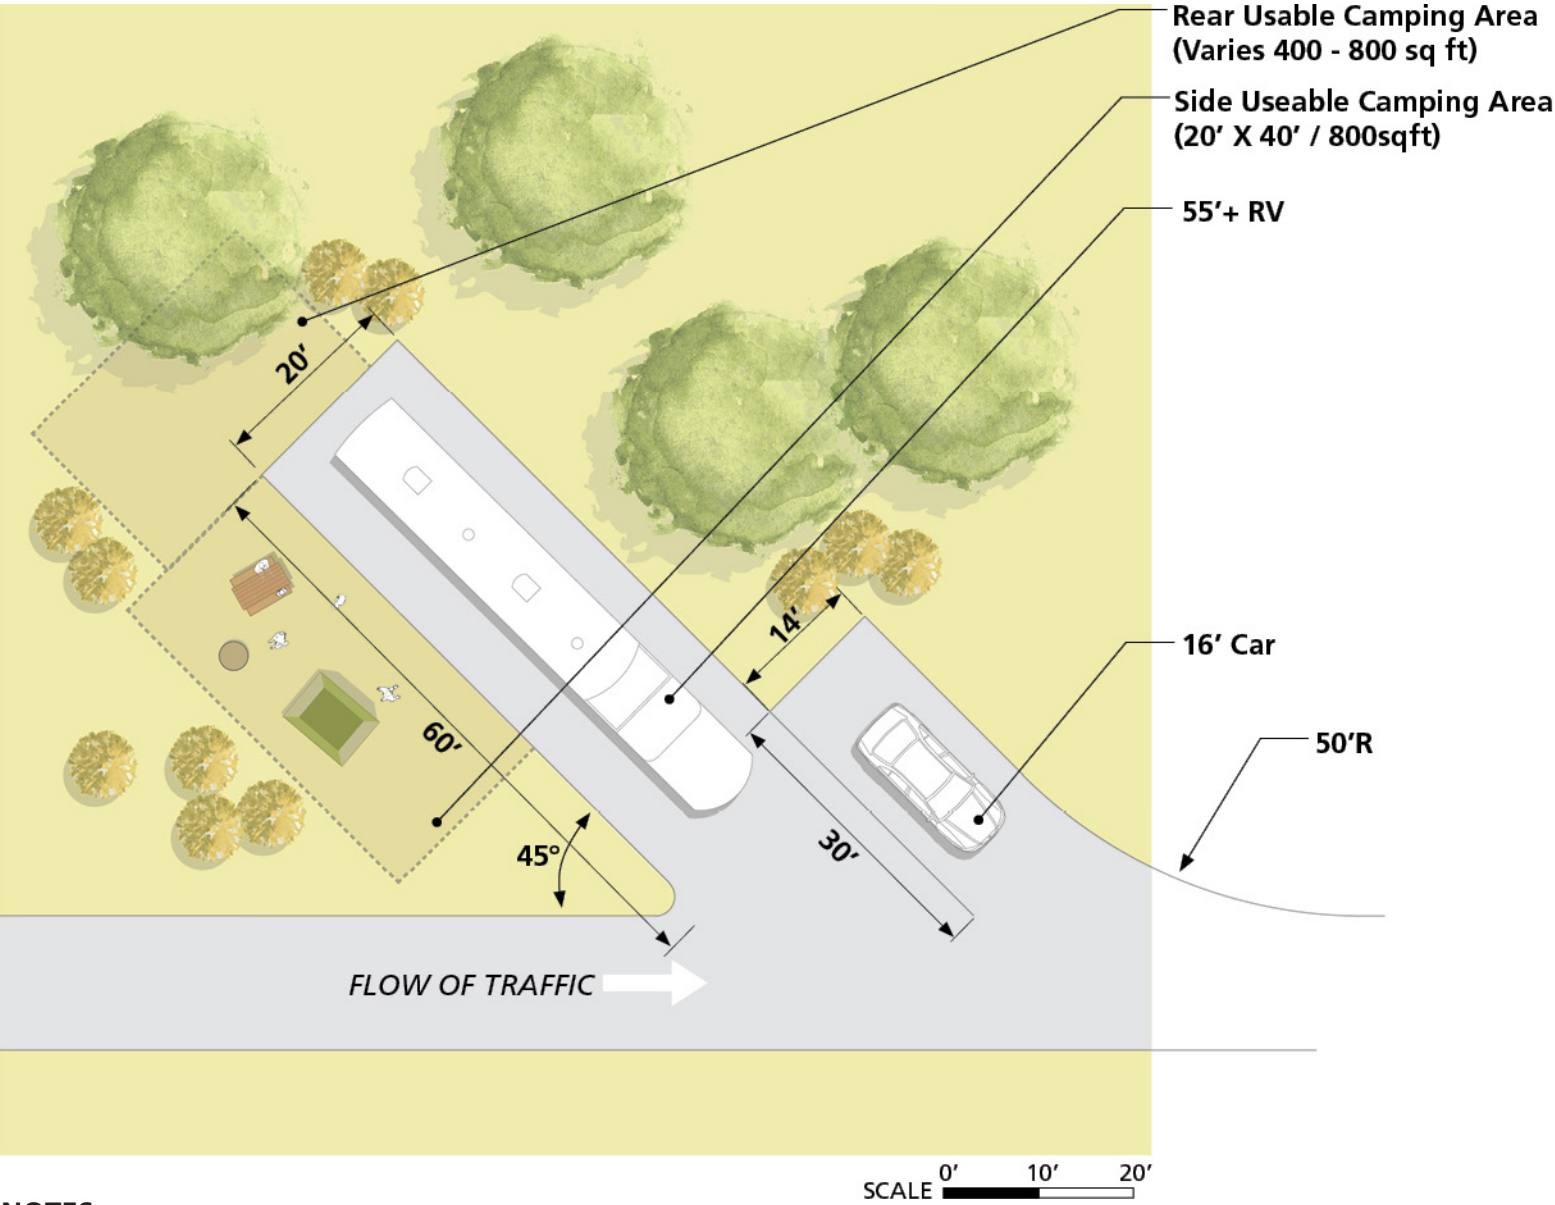 Rear Usable Camping Area
(Varies 400 - 800 sq ft)
Side Useable Camping Area
(20’ X 40’ / 800sqft)
55’+ RV
20’
14’
16’ Car
60’
50’R
30’
45°
FLOW OF TRAFFIC
0’ 10’ 20’
SCALE
NOTES